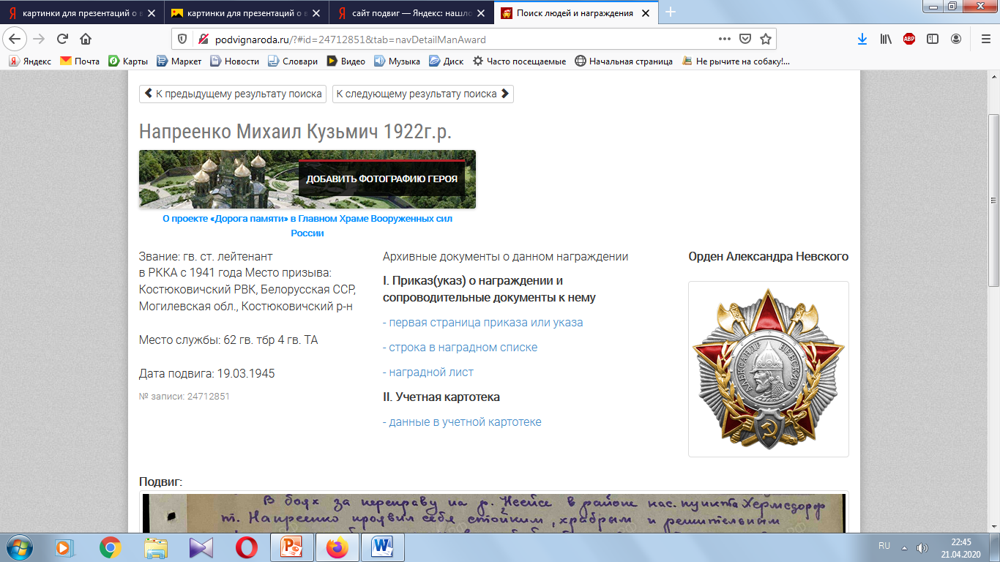 картинки для презентаций о в
картинки для презентаций о в
сайт подвиг — Яндекс: нашло
Поиск людей и награждения
podvignaroda.ru/?#id=24712851&tab=navDetailManAward
ABP
Яндекс Почта Карты Маркет Новости Словари Видео Музыка Диск Часто посещаемые Начальная страница Не рычите на собаку!...
К предыдущему результату поиска К следующему результату поиска
Напреенко Михаил Кузьмич 1922г.р.
ДОБАВИТЬ ФОТОГРАФИЮ ГЕРОЯ
О проекте «Дорога памяти» в Главном Храме Вооруженных сил
России
Звание: гв. ст. лейтенант
в РККА с 1941 года Место призыва:
Костюковичский РВК, Белорусская ССР,
Могилевская обл., Костюковичский р-н
Место службы: 62 гв. тбр 4 гв. ТА
Дата подвига: 19.03.1945
№ записи: 24712851
Архивные документы о данном награждении
I. Приказ(указ) о награждении и
сопроводительные документы к нему
- первая страница приказа или указа
- строка в наградном списке
- наградной лист
II. Учетная картотека
- данные в учетной картотеке
Орден Александра Невского
АЛЕКСАНДР НЕВСКИЙ
Подвиг:
В боях за переправу на р. Нейсе в районе нас. пункта Хермсдорф
т. Напреенко проявил себя стойким, храбрым и решительным
RU
22:45
21.04.2020